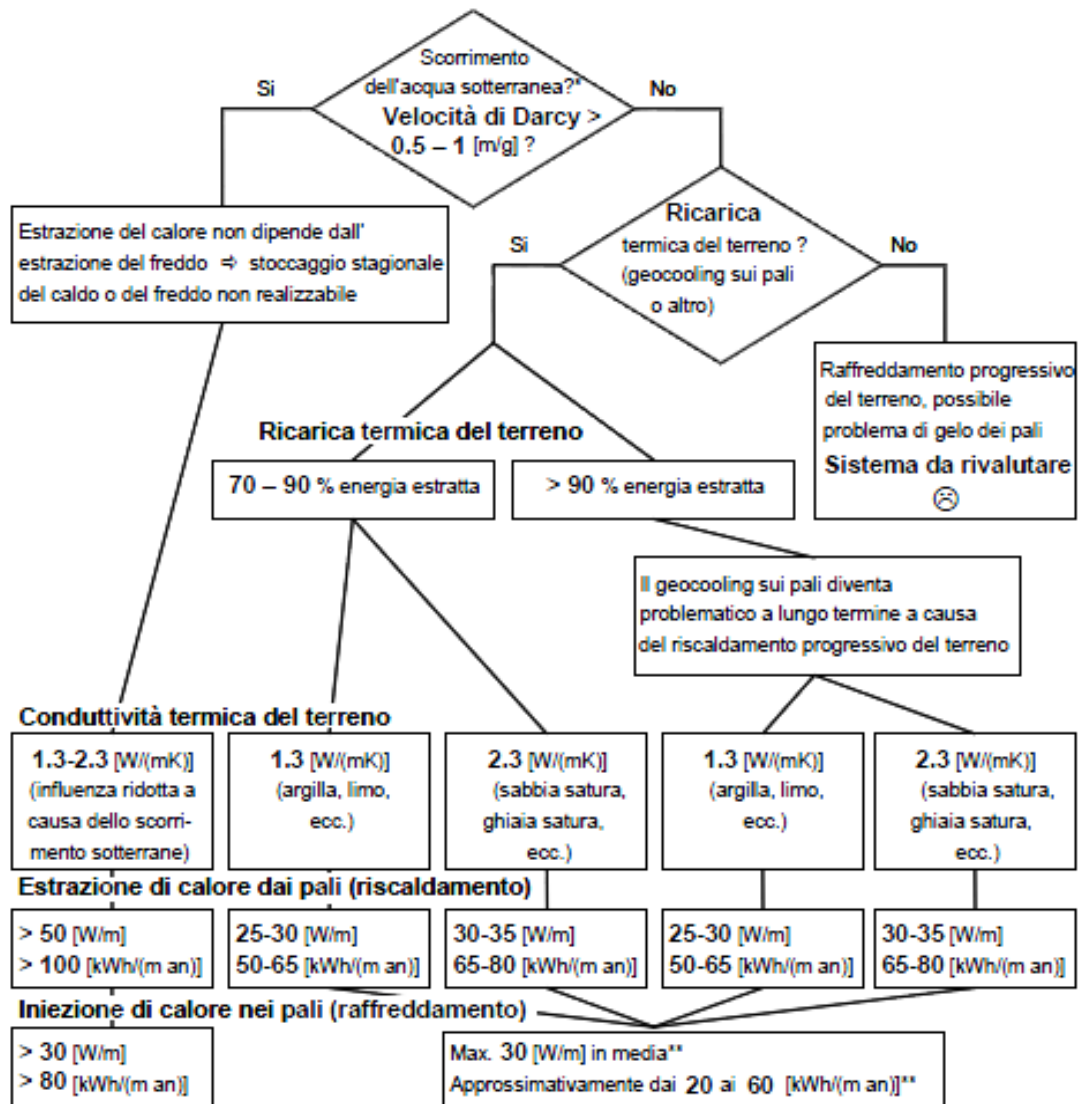 Scorrimento
dell'acqua sotterranea?*
Velocità di Darcy >
0.5 – 1 [m/g] ?
Si
No
Estrazione del calore non dipende dall'
estrazione del freddo ⇨ stoccaggio stagionale
del caldo o del freddo non realizzabile
Ricarica
termica del terreno ?
(geocooling sui pali
o altro)
Si
No
Raffreddamento progressivo
del terreno, possibile
problema di gelo dei pali
Sistema da rivalutare
☹
Ricarica termica del terreno
70 – 90 % energia estratta
> 90 % energia estratta
Il geocooling sui pali diventa
problematico a lungo termine a causa
del riscaldamento progressivo del terreno
Conduttività termica del terreno
1.3-2.3 [W/(mK)]
(influenza ridotta a
causa dello scorri-
mento sotterrane)
1.3 [W/(mK)]
(argilla, limo,
ecc.)
2.3 [W/(mK)]
(sabbia satura,
ghiaia satura,
ecc.)
1.3 [W/(mK)]
(argilla, limo,
ecc.)
2.3 [W/(mK)]
(sabbia satura,
ghiaia satura,
ecc.)
Estrazione di calore dai pali (riscaldamento)
> 50 [W/m]
> 100 [kWh/(m an)]
25-30 [W/m]
50-65 [kWh/(m an)]
30-35 [W/m]
65-80 [kWh/(m an)]
25-30 [W/m]
50-65 [kWh/(m an)]
30-35 [W/m]
65-80 [kWh/(m an)]
Iniezione di calore nei pali (raffreddamento)
> 30 [W/m]
> 80 [kWh/(m an)]
Max. 30 [W/m] in media**
Approssimativamente dai 20 ai 60 [kWh/(m an)]**